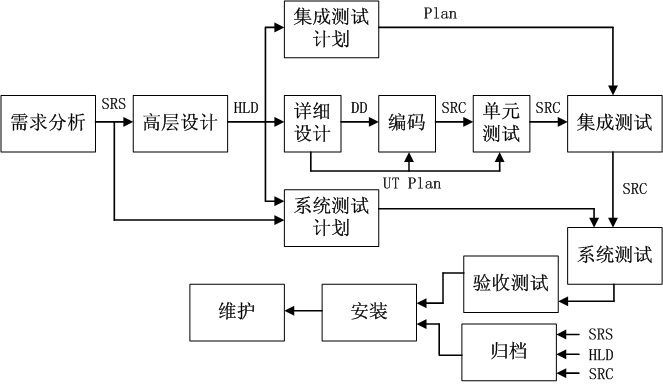 集成测试
计划
Plan
需求分析
SRS
高层设计
HLD
详细
设计
DD
编码
SRC
单元
测试
SRC
集成测试
UT Plan
系统测试
计划
SRC
系统测试
验收测试
维护
安装
归档
SRS
HLD
SRC